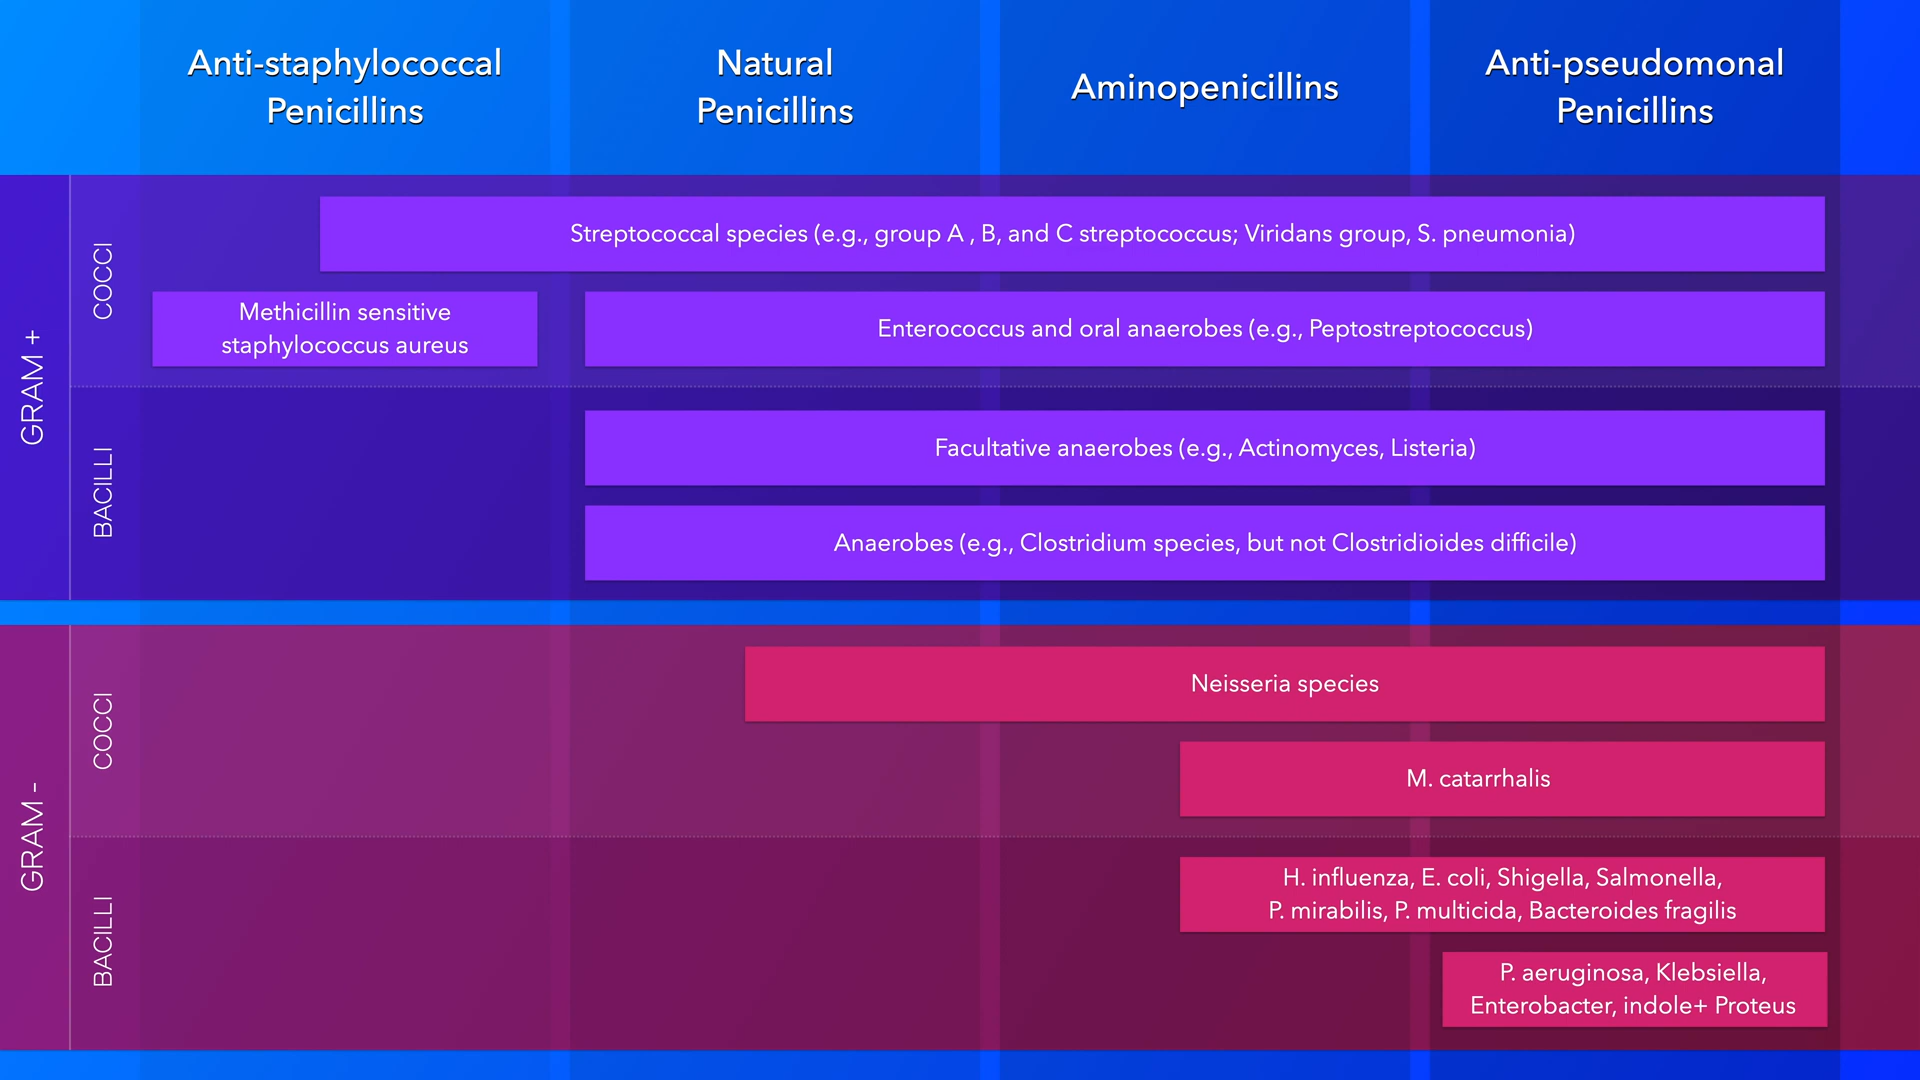 Anti-staphylococcal
Penicillins
Natural
Penicillins
Aminopenicillins
Anti-pseudomonal
Penicillins
GRAM +
COCCI
Streptococcal species (e.g., group A , B, and C streptococcus; Viridans group, S. pneumonia)
Methicillin sensitive
staphylococcus aureus
Enterococcus and oral anaerobes (e.g., Peptostreptococcus)
BACILLI
Facultative anaerobes (e.g., Actinomyces, Listeria)
Anaerobes (e.g., Clostridium species, but not Clostridioides difficile)
GRAM -
COCCI
Neisseria species
M. catarrhalis
BACILLI
H. influenza, E. coli, Shigella, Salmonella,
P. mirabilis, P. multicida, Bacteroides fragilis
P. aeruginosa, Klebsiella,
Enterobacter, indole+ Proteus